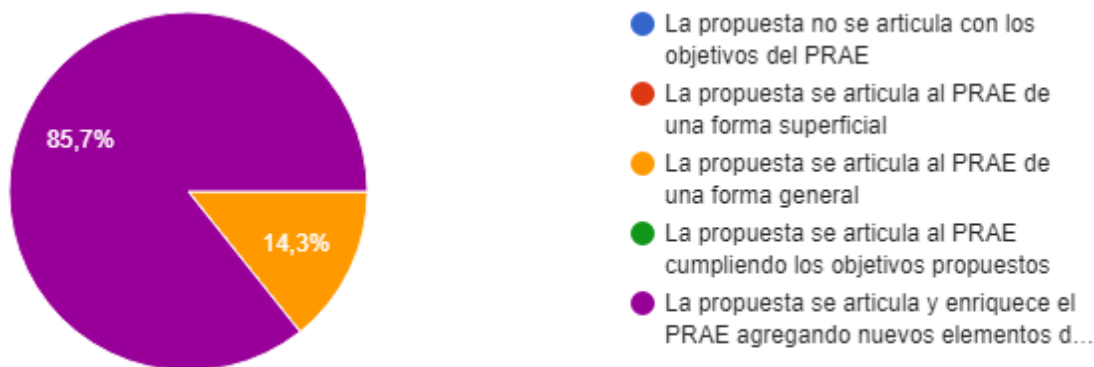 85,7%
14,3%
La propuesta no se articula con los
objetivos del PRAE
La propuesta se articula al PRAE de
una forma superficial
La propuesta se articula al PRAE de
una forma general
La propuesta se articula al PRAE
cumpliendo los objetivos propuestos
La propuesta se articula y enriquece el
PRAE agregando nuevos elementos d...